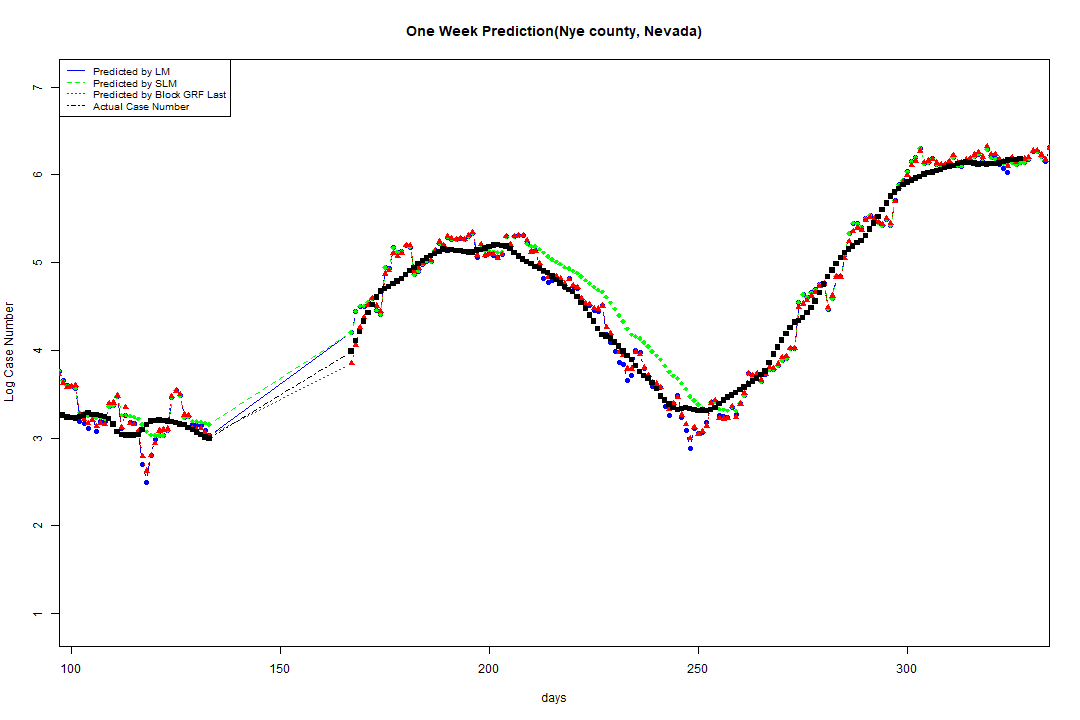 One Week Prediction(Nye county, Nevada)
Predicted by LM
Predicted by SLM
Predicted by Block GRF Last
Actual Case Number
7
6
5
4
3
2
1
Log Case Number
100 150 200 250 300
days